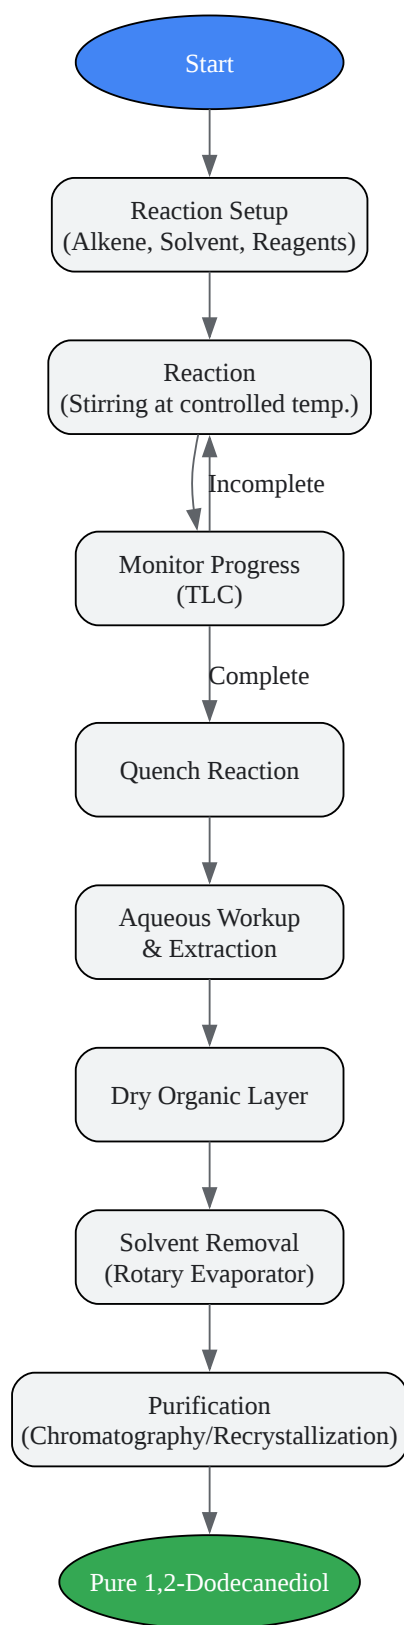 Start
Reaction Setup
(Alkene, Solvent, Reagents)
Reaction
(Stirring at controlled temp.)
Incomplete
Monitor Progress
(TLC)
Complete
Quench Reaction
Aqueous Workup
& Extraction
Dry Organic Layer
Solvent Removal
(Rotary Evaporator)
Purification
(Chromatography/Recrystallization)
Pure 1,2-Dodecanediol